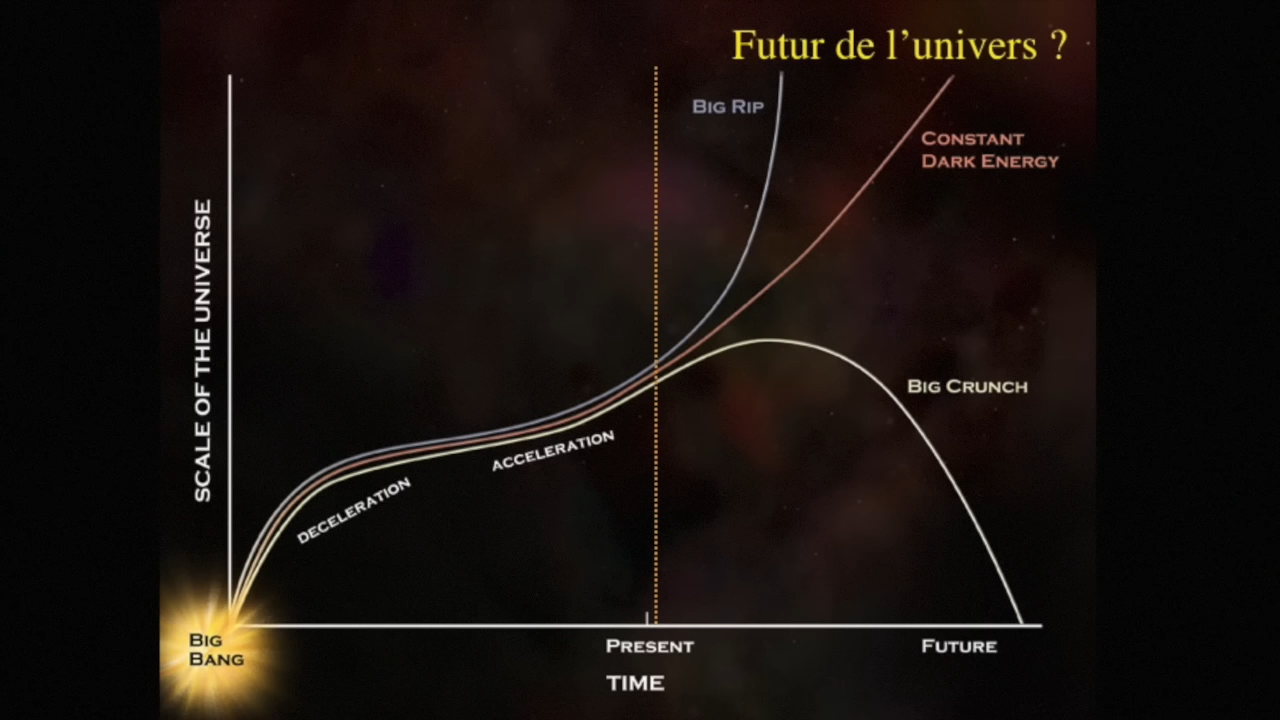 Futur de l’univers ?
BIG RIP
CONSTANT
DARK ENERGY
SCALE OF THE UNIVERSE
BIG CRUNCH
ACCELERATION
DECELERATION
BIG
BANG
PRESENT
FUTURE
TIME